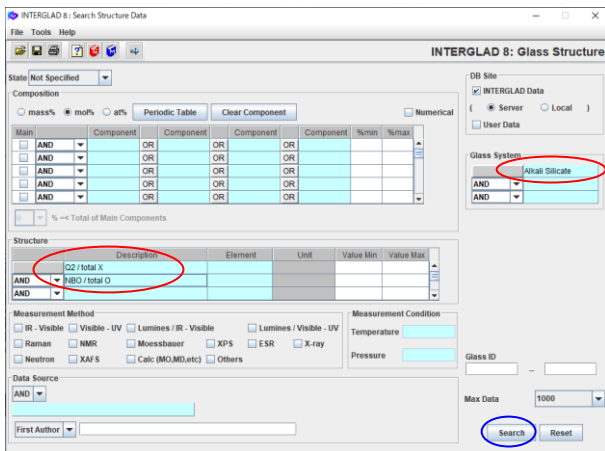 INTERGLAD 8: Search Structure Data
File Tools Help
INTERGLAD 8: Glass Structure
State Not Specified
Composition
mass% mol% at% Periodic Table Clear Component Numerical
Main Component Component Component Component %min %max
AND OR OR OR
AND OR OR OR
AND OR OR OR
AND OR OR OR
AND OR OR OR
0 % =< Total of Main Components
Structure
Description Element Unit Value Min Value Max
Q2 / total X
AND NBO / total O
AND
Measurement Method
IR - Visible Visible - UV Lumines / IR - Visible Lumines / Visible - UV
Raman NMR Moessbauer XPS ESR X-ray
Neutron XAFS Calc (MO,MD,etc) Others
Measurement Condition
Temperature
Pressure
Data Source
AND
First Author
DB Site
INTERGLAD Data
( Server Local )
User Data
Glass System
Alkali Silicate
AND
AND
Glass ID
--
Max Data 1000
Search Reset